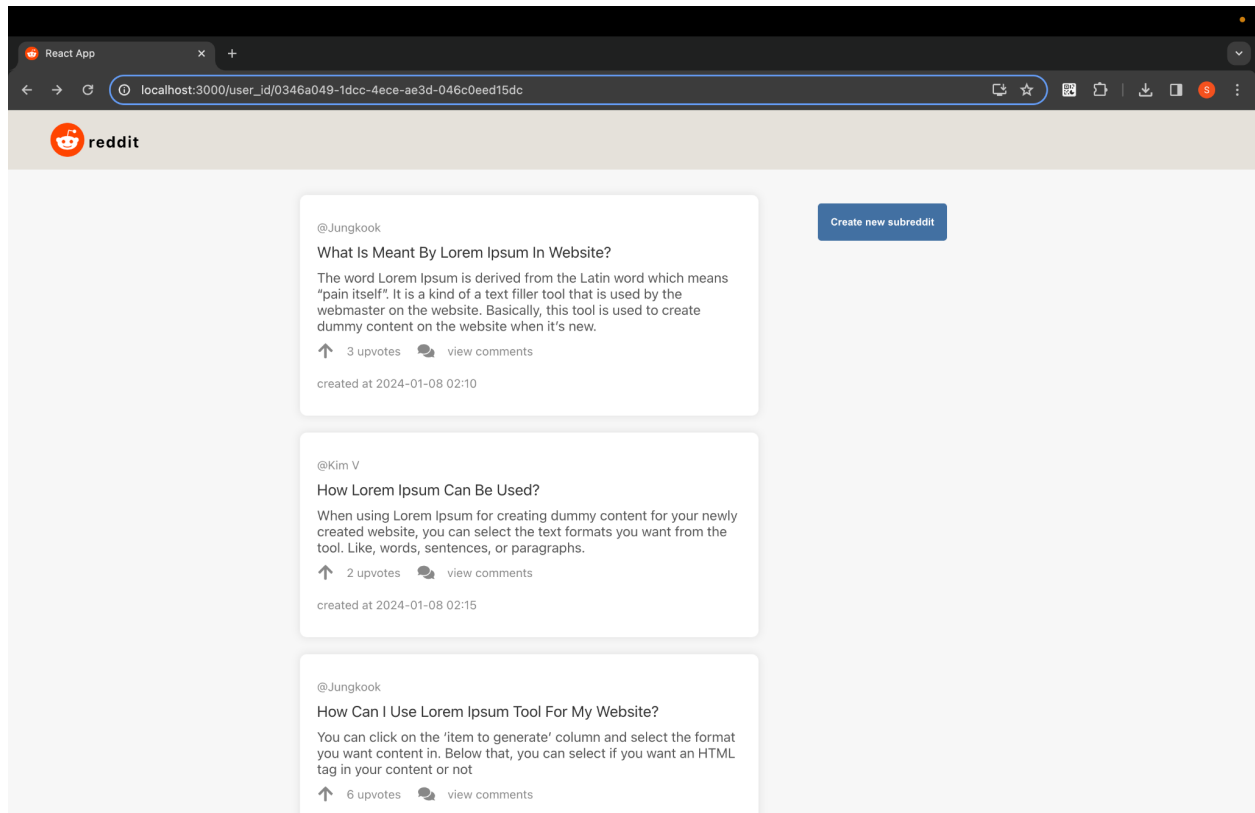 React App
localhost:3000/user_id/0346a049-1dcc-4ece-ae3d-046c0eed15dc
S
reddit
Create new subreddit
@Jungkook
What Is Meant By Lorem Ipsum In Website?
The word Lorem Ipsum is derived from the Latin word which means
“pain itself”. It is a kind of a text filler tool that is used by the
webmaster on the website. Basically, this tool is used to create
dummy content on the website when it’s new.
3 upvotes view comments
created at 2024-01-08 02:10
@Kim V
How Lorem Ipsum Can Be Used?
When using Lorem Ipsum for creating dummy content for your newly
created website, you can select the text formats you want from the
tool. Like, words, sentences, or paragraphs.
2 upvotes view comments
created at 2024-01-08 02:15
@Jungkook
How Can I Use Lorem Ipsum Tool For My Website?
You can click on the ‘item to generate’ column and select the format
you want content in. Below that, you can select if you want an HTML
tag in your content or not
6 upvotes view comments